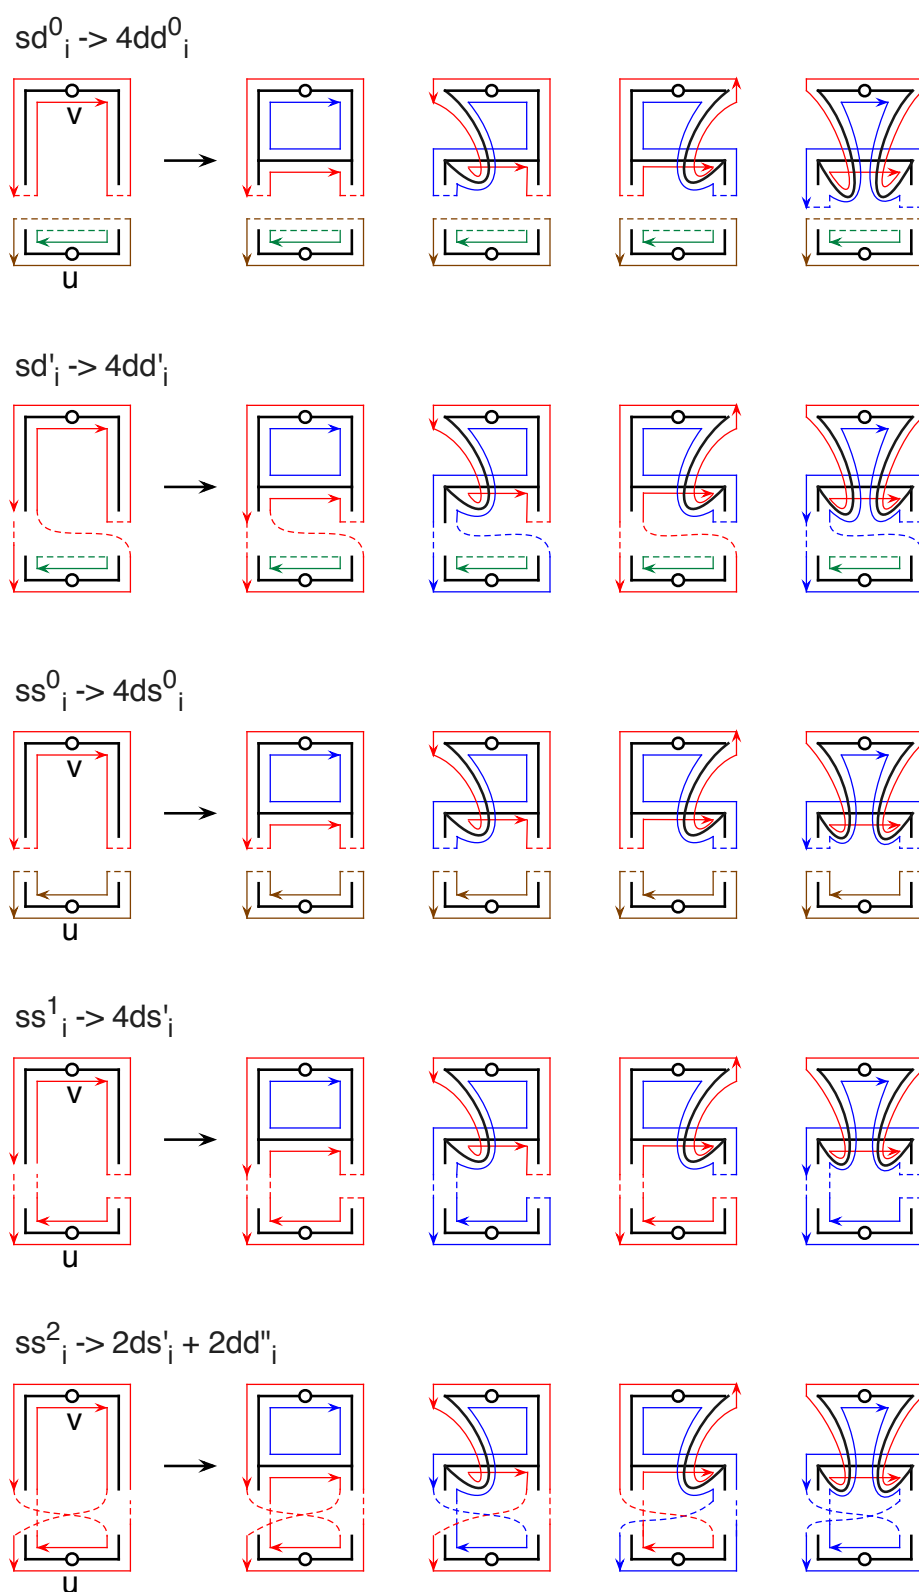 sd⁰ᵢ -> 4dd⁰ᵢ
v
u
sd'ᵢ -> 4dd'ᵢ
ss⁰ᵢ -> 4ds⁰ᵢ
v
u
ss¹ᵢ -> 4ds'ᵢ
v
u
ss²ᵢ -> 2ds'ᵢ + 2dd"ᵢ
v
u